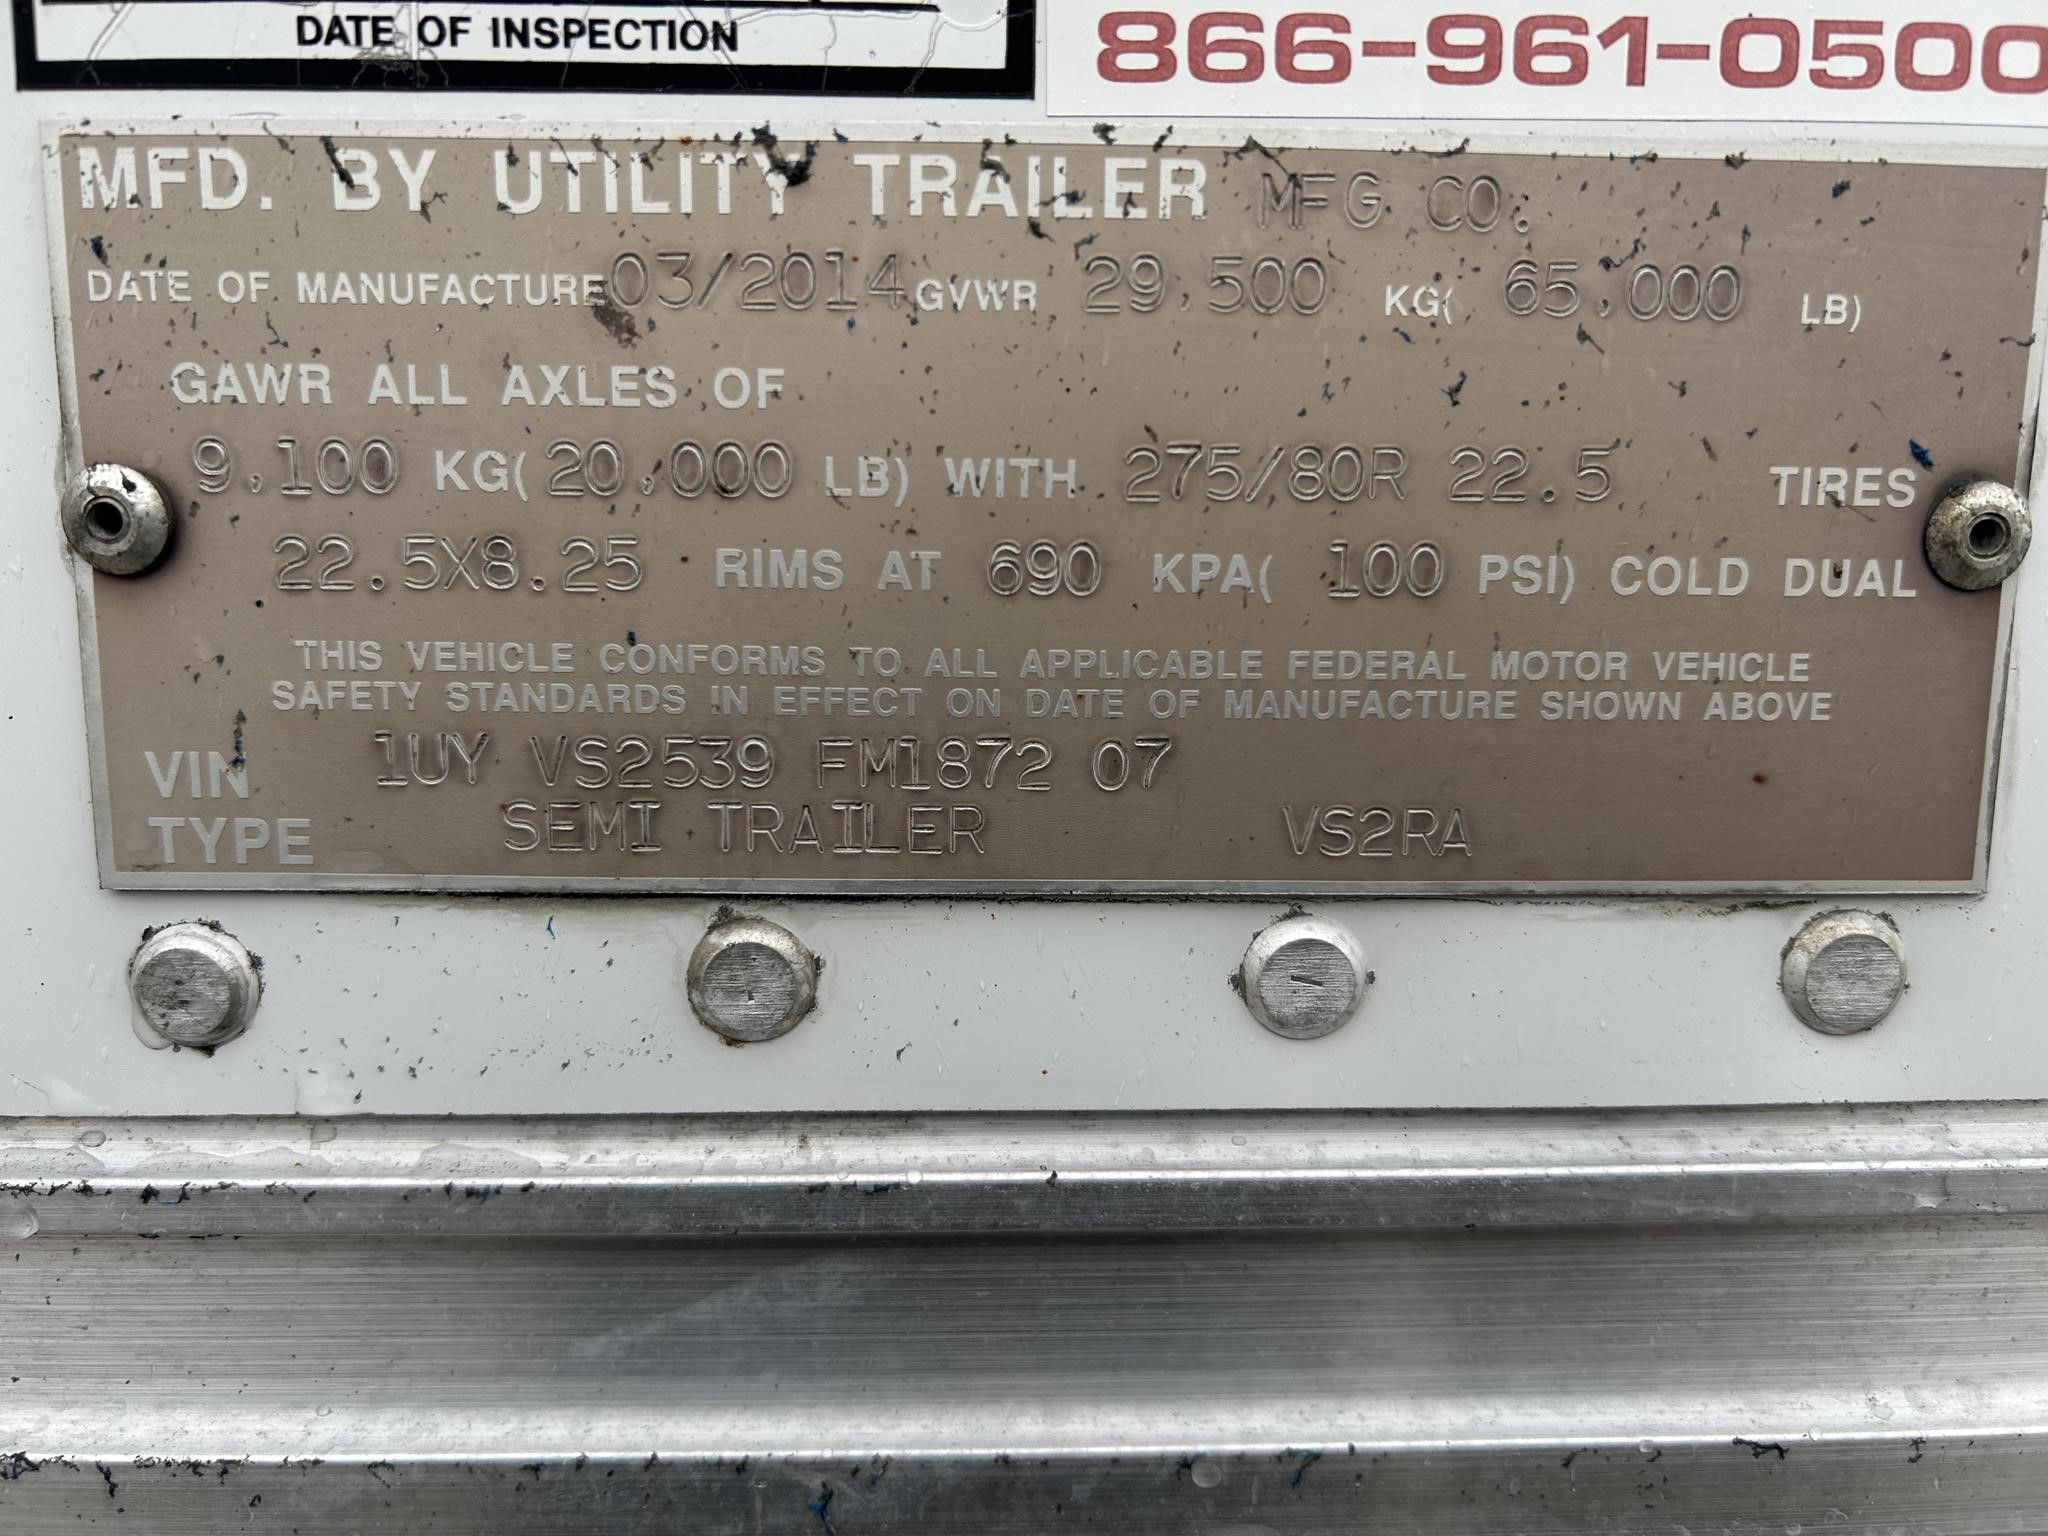 DATE OF INSPECTION
866-961-0500
MFD. BY UTILITY TRAILER MFG CO.
DATE OF MANUFACTURE 03/2014 GVWR 29,500 KG( 65,000 LB)
GAWR ALL AXLES OF
9,100 KG( 20,000 LB) WITH 275/80R 22.5 TIRES
22.5X8.25 RIMS AT 690 KPA( 100 PSI) COLD DUAL
THIS VEHICLE CONFORMS TO ALL APPLICABLE FEDERAL MOTOR VEHICLE
SAFETY STANDARDS IN EFFECT ON DATE OF MANUFACTURE SHOWN ABOVE
VIN 1UY VS2539 FM1872 07
TYPE SEMI TRAILER VS2RA